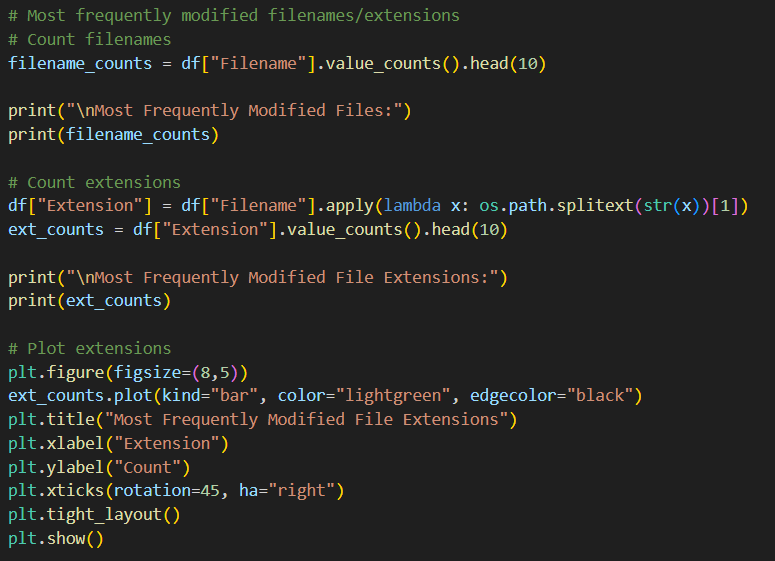 # Most frequently modified filenames/extensions
# Count filenames
filename_counts = df["Filename"].value_counts().head(10)
print("\nMost Frequently Modified Files:")
print(filename_counts)
# Count extensions
df["Extension"] = df["Filename"].apply(lambda x: os.path.splitext(str(x))[1])
ext_counts = df["Extension"].value_counts().head(10)
print("\nMost Frequently Modified File Extensions:")
print(ext_counts)
# Plot extensions
plt.figure(figsize=(8,5))
ext_counts.plot(kind="bar", color="lightgreen", edgecolor="black")
plt.title("Most Frequently Modified File Extensions")
plt.xlabel("Extension")
plt.ylabel("Count")
plt.xticks(rotation=45, ha="right")
plt.tight_layout()
plt.show()